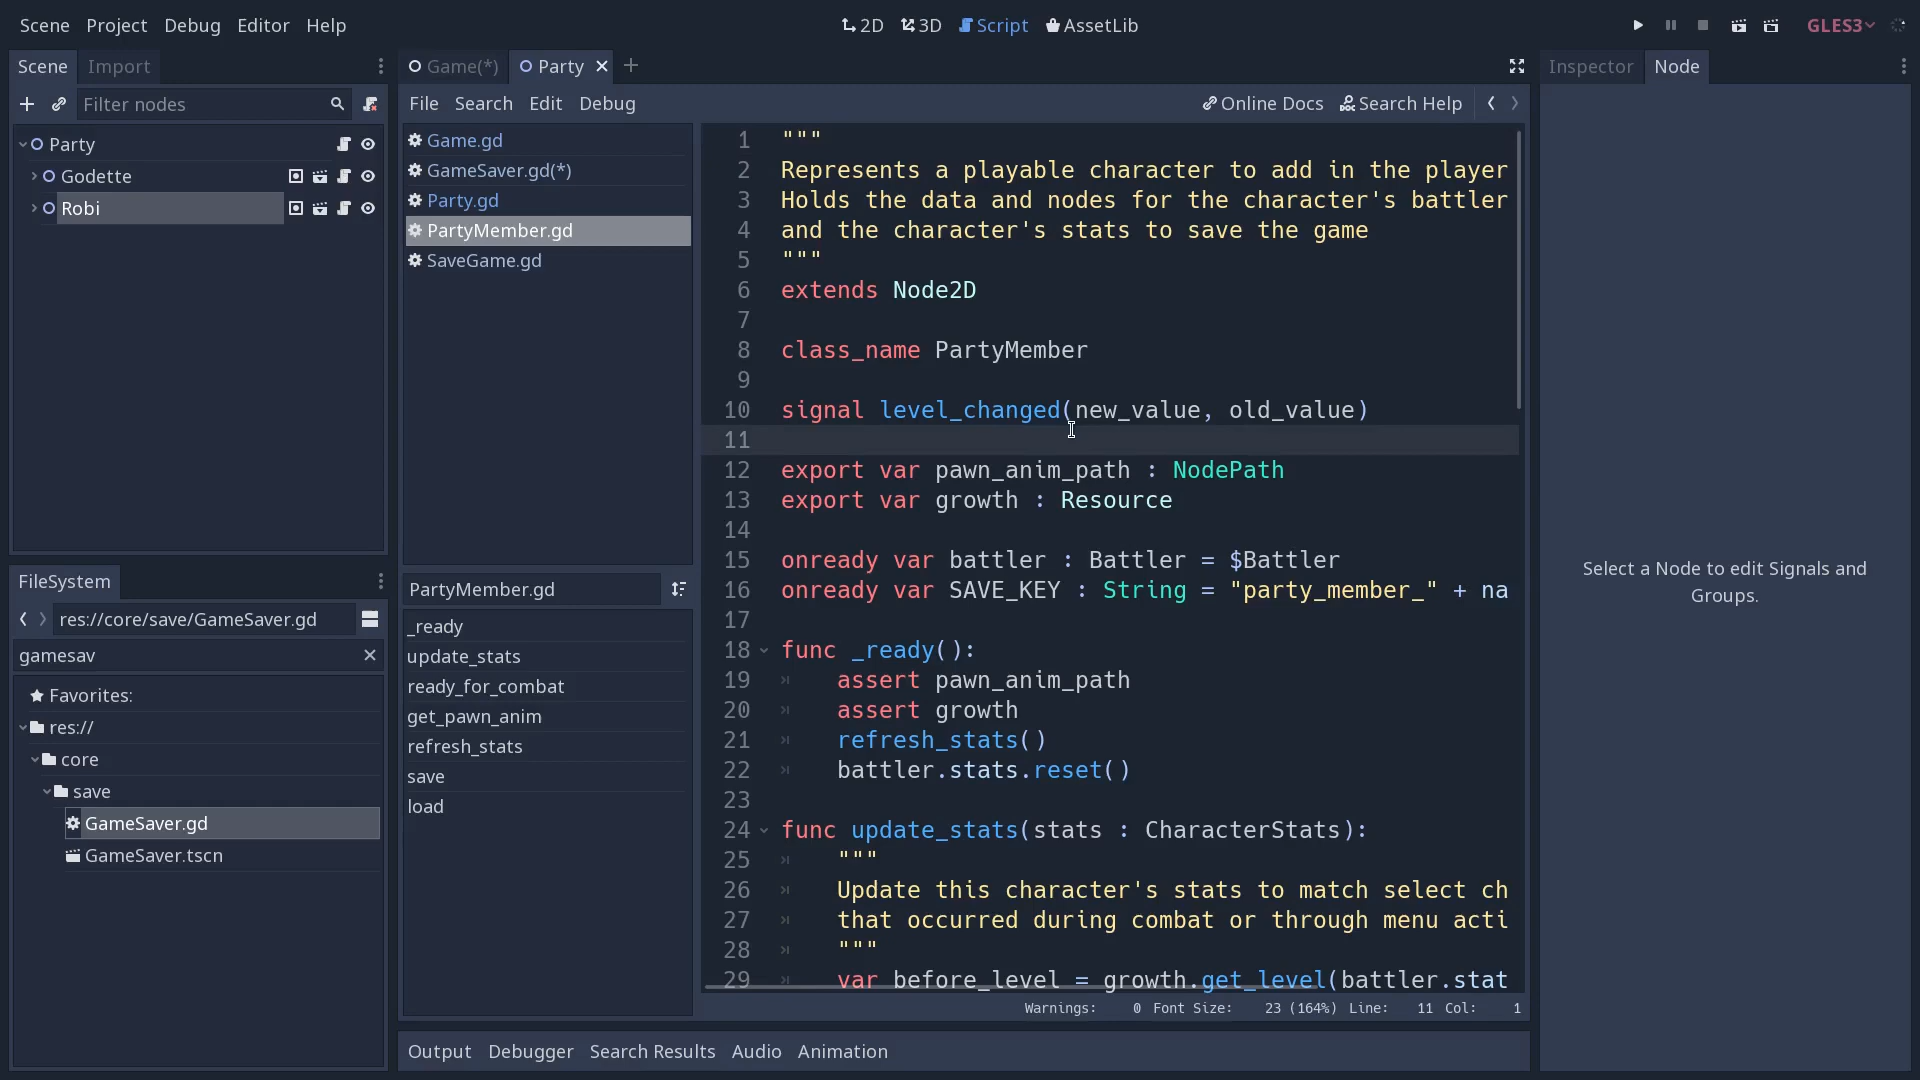 Scene Project Debug Editor Help
2D 3D Script AssetLib
GLES3
Scene Import
Filter nodes
Party
Godette
Robi
FileSystem
res://core/save/GameSaver.gd
gamesav
Favorites:
res://
core
save
GameSaver.gd
GameSaver.tscn
Game(*) Party
File Search Edit Debug
Online Docs Search Help
Game.gd
GameSaver.gd(*)
Party.gd
PartyMember.gd
SaveGame.gd
PartyMember.gd
_ready
update_stats
ready_for_combat
get_pawn_anim
refresh_stats
save
load
1 """
2 Represents a playable character to add in the player
3 Holds the data and nodes for the character's battler
4 and the character's stats to save the game
5 """
6 extends Node2D
7
8 class_name PartyMember
9
10 signal level_changed(new_value, old_value)
11
12 export var pawn_anim_path : NodePath
13 export var growth : Resource
14
15 onready var battler : Battler = $Battler
16 onready var SAVE_KEY : String = "party_member_" + na
17
18 func _ready():
19 assert pawn_anim_path
20 assert growth
21 refresh_stats()
22 battler.stats.reset()
23
24 func update_stats(stats : CharacterStats):
25 """
26 Update this character's stats to match select ch
27 that occurred during combat or through menu acti
28 """
29 var before_level = growth.get_level(battler.stat
Warnings: 0 Font Size: 23 (164%) Line: 11 Col: 1
Output Debugger Search Results Audio Animation
Inspector Node
Select a Node to edit Signals and
Groups.